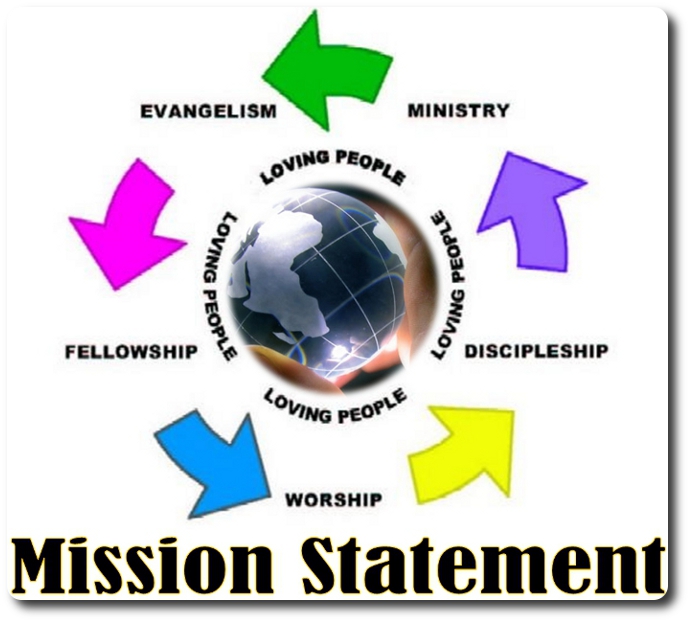 EVANGELISM
MINISTRY
LOVING PEOPLE
LOVING PEOPLE
LOVING PEOPLE
FELLOWSHIP
DISCIPLESHIP
LOVING PEOPLE
WORSHIP
Mission Statement